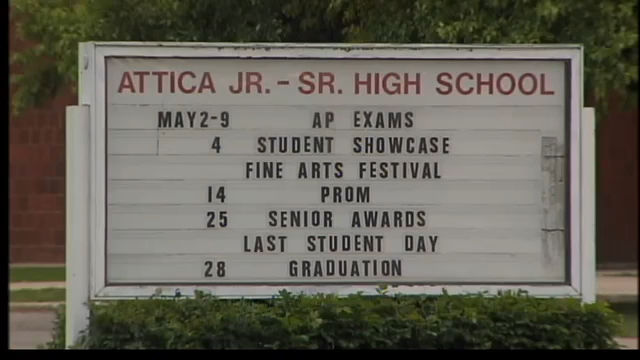 ATTICA JR. - SR. HIGH SCHOOL
MAY 2-9 AP EXAMS
4 STUDENT SHOWCASE
FINE ARTS FESTIVAL
14 PROM
25 SENIOR AWARDS
LAST STUDENT DAY
28 GRADUATION